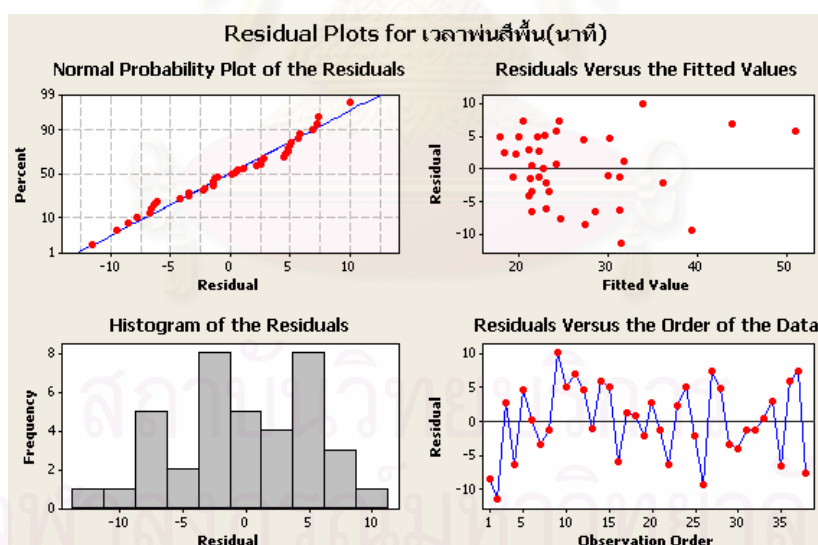 Residual Plots for เวลาพ่นสีพื้น(นาที)
Normal Probability Plot of the Residuals
99
90
50
10
1
Percent
-10 -5 0 5 10
Residual
Residuals Versus the Fitted Values
10
5
0
-5
-10
Residual
20 30 40 50
Fitted Value
Histogram of the Residuals
8
6
4
2
0
Frequency
-10 -5 0 5 10
Residual
Residuals Versus the Order of the Data
10
5
0
-5
-10
Residual
1 5 10 15 20 25 30 35
Observation Order